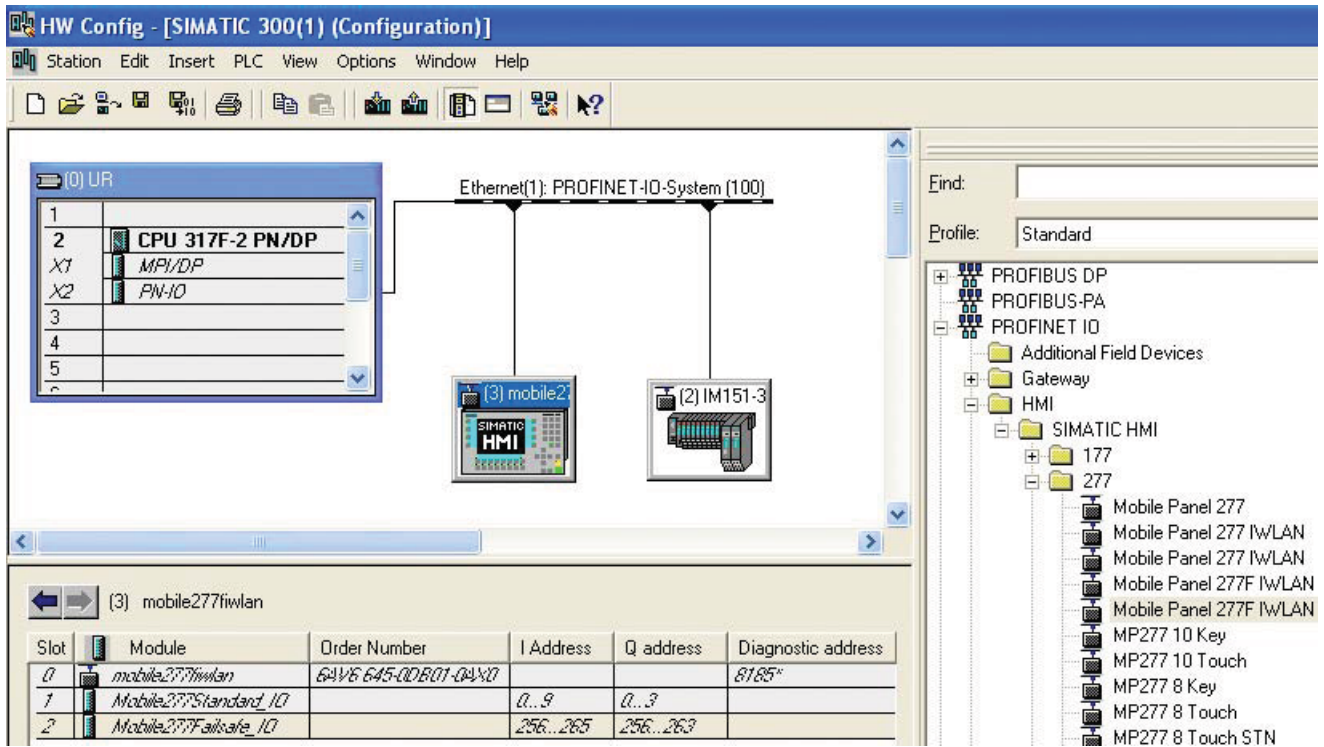 HW Config - [SIMATIC 300(1) (Configuration)]
Station Edit Insert PLC View Options Window Help
(0) UR
1
2 CPU 317F-2 PN/DP
X1 MPI/DP
X2 PN-IO
3
4
5
Ethernet(1): PROFINET-IO-System (100)
(3) mobile27
SIMATIC
HMI
(2) IM151-3
(3) mobile277fiwlan
Slot Module Order Number I Address Q address Diagnostic address
0 mobile277fiwlan 6AV6 645-0DB01-0AX0 8185*
1 Mobile277Standard_IO 0...9 0...3
2 Mobile277Failsafe_IO 256...265 256...263
Find:
Profile: Standard
PROFIBUS DP
PROFIBUS-PA
PROFINET IO
Additional Field Devices
Gateway
HMI
SIMATIC HMI
177
277
Mobile Panel 277
Mobile Panel 277 IWLAN
Mobile Panel 277 IWLAN
Mobile Panel 277F IWLAN
Mobile Panel 277F IWLAN
MP277 10 Key
MP277 10 Touch
MP277 8 Key
MP277 8 Touch
MP277 8 Touch STN